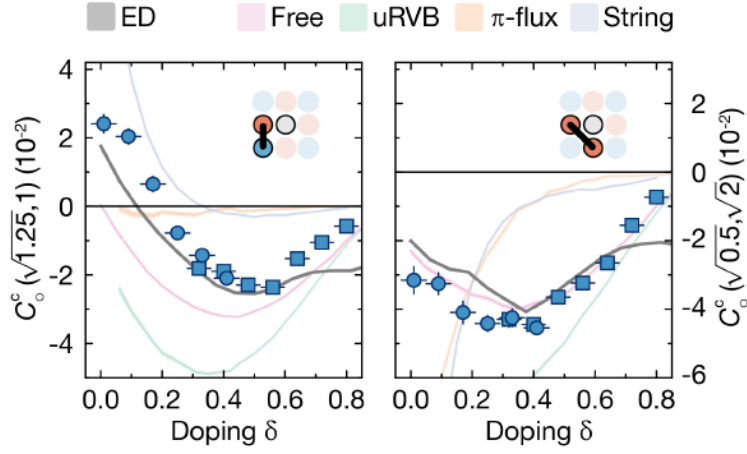 ED Free uRVB π-flux String
4
2
0
-2
-4
C_o^c (√1.25,1) (10⁻²)
0.0 0.2 0.4 0.6 0.8
Doping δ
2
0
-2
-4
-6
C_o^c (√0.5,√2) (10⁻²)
0.0 0.2 0.4 0.6 0.8
Doping δ